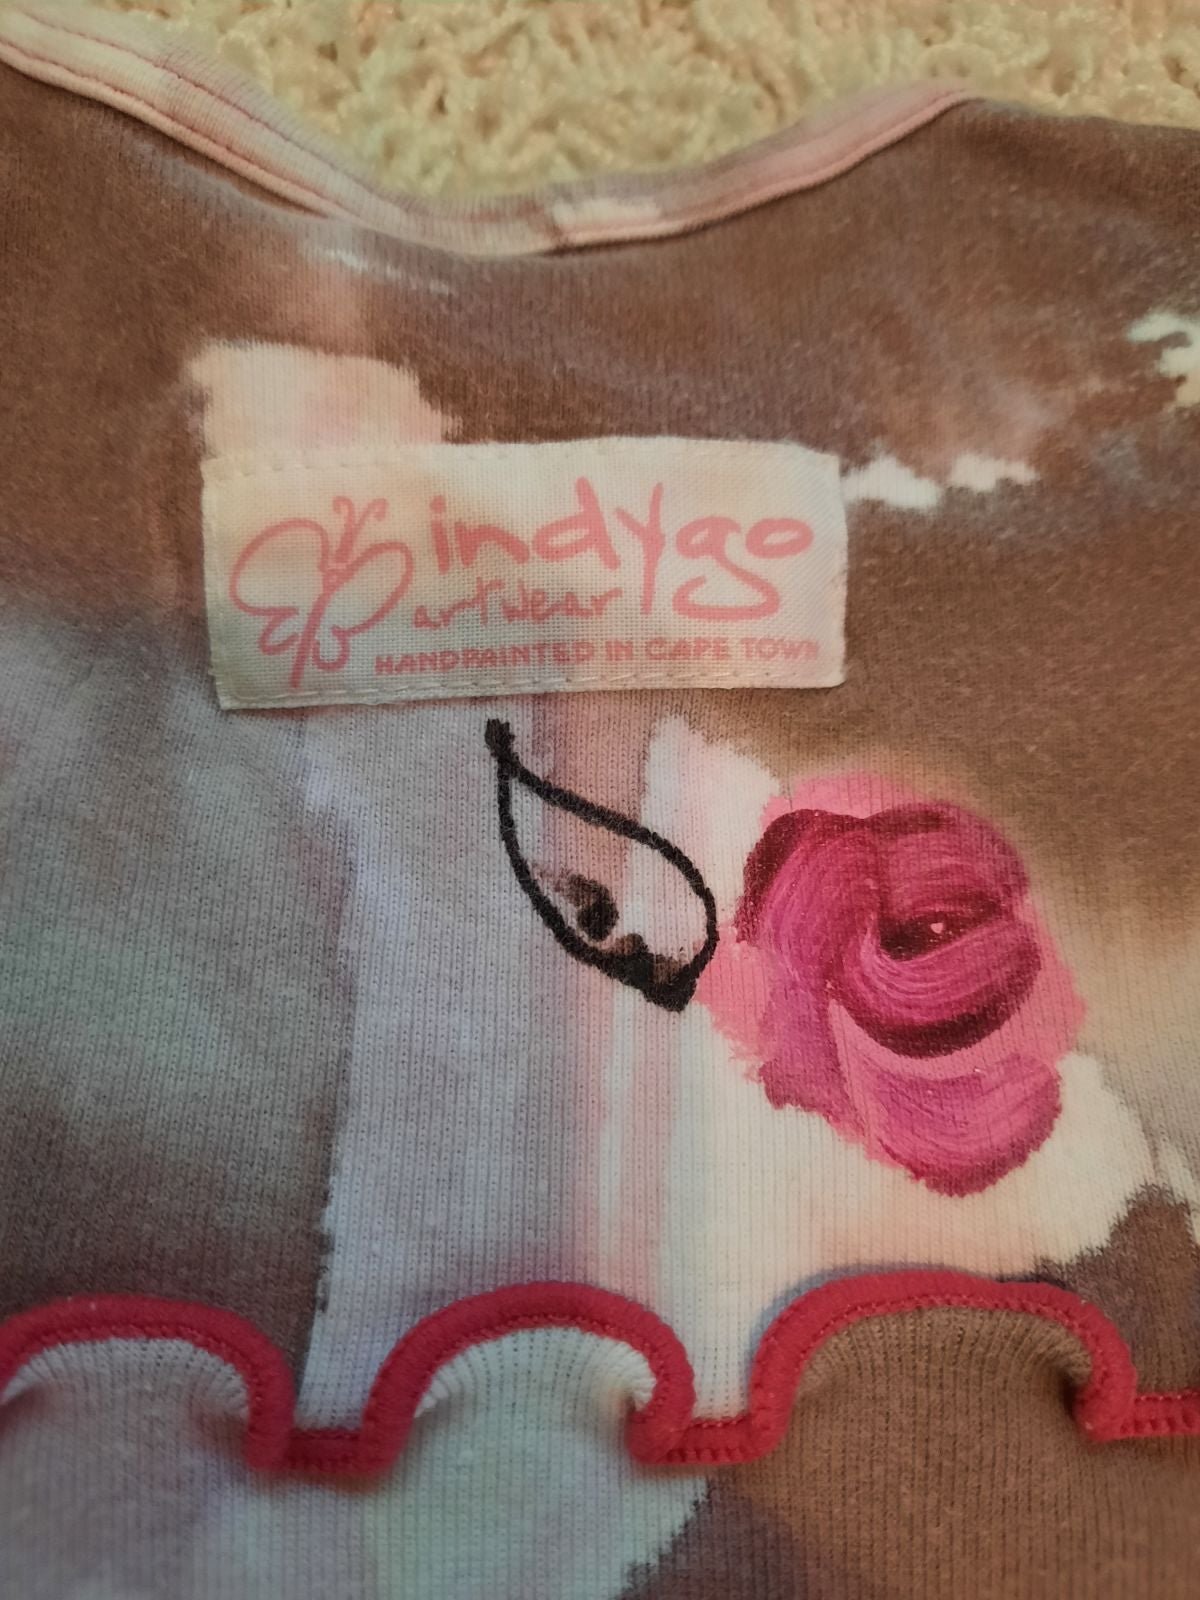 indygo
artwear
HANDPAINTED IN CAPE TOWN